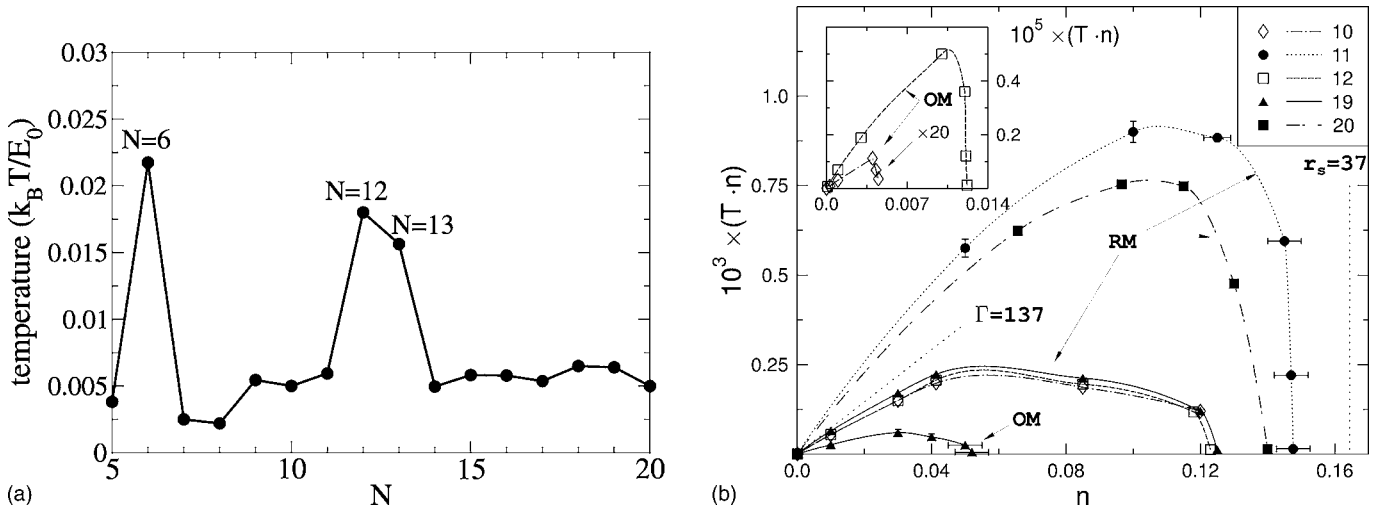 0.03
0.025
0.02
0.015
0.01
0.005
0
temperature (k_B T/E_0)
N=6
N=12
N=13
5
10
15
20
N
(a)
10^5 × (T · n)
0.4
0.2
OM
×20
0.0
0.007
0.014
10
11
12
19
20
r_s=37
1.0
0.75
0.5
0.25
10^3 × (T · n)
RM
Γ=137
OM
0.0
0.04
0.08
0.12
0.16
n
(b)